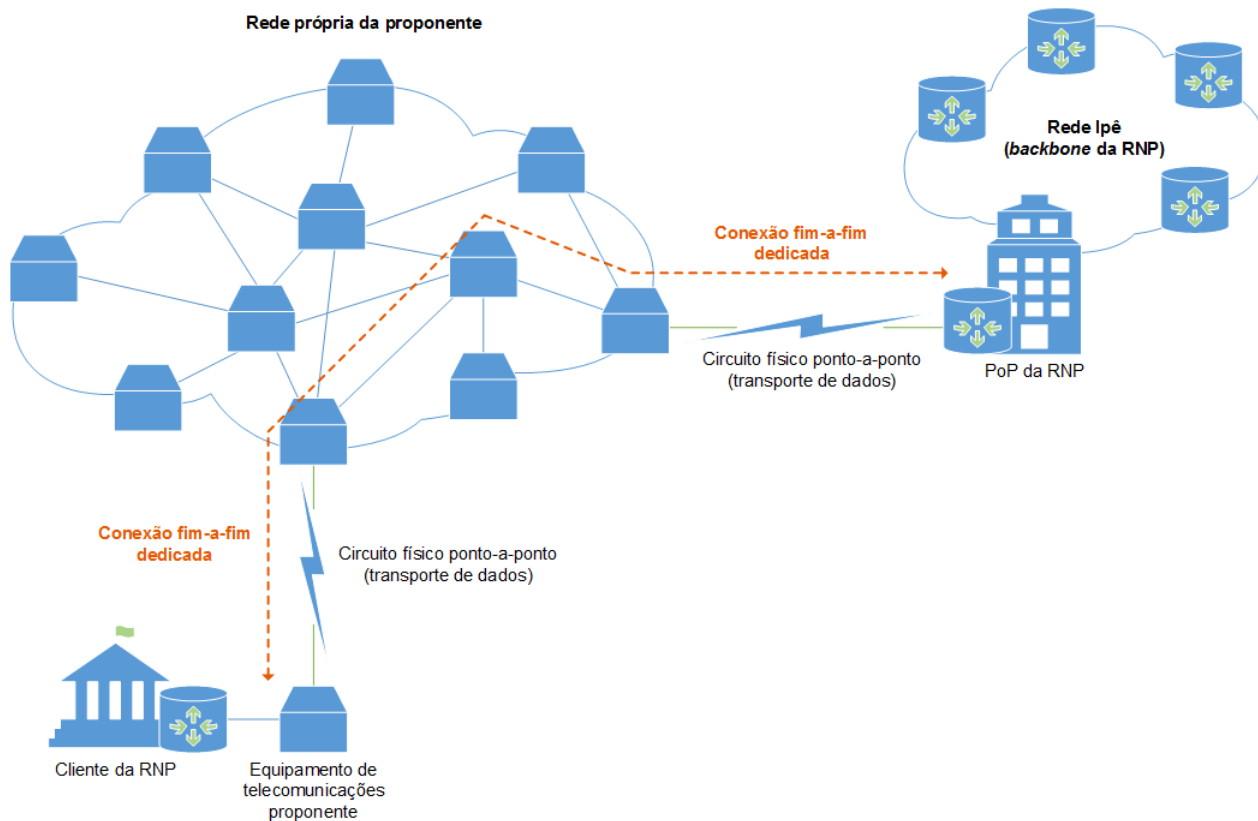 Rede própria da proponente
Rede Ipê
(backbone da RNP)
Conexão fim-a-fim
dedicada
Circuito físico ponto-a-ponto
(transporte de dados)
PoP da RNP
Conexão fim-a-fim
dedicada
Circuito físico ponto-a-ponto
(transporte de dados)
Cliente da RNP
Equipamento de
telecomunicações
proponente